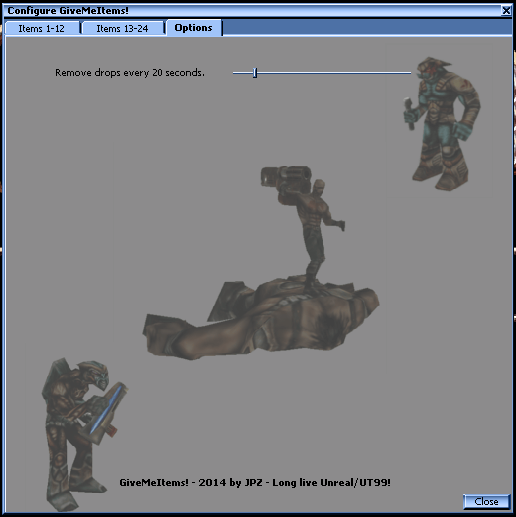 Configure GiveMeItems!
Items 1-12
Items 13-24
Options
Remove drops every 20 seconds.
GiveMeItems! - 2014 by JPZ - Long live Unreal/UT99!
Close